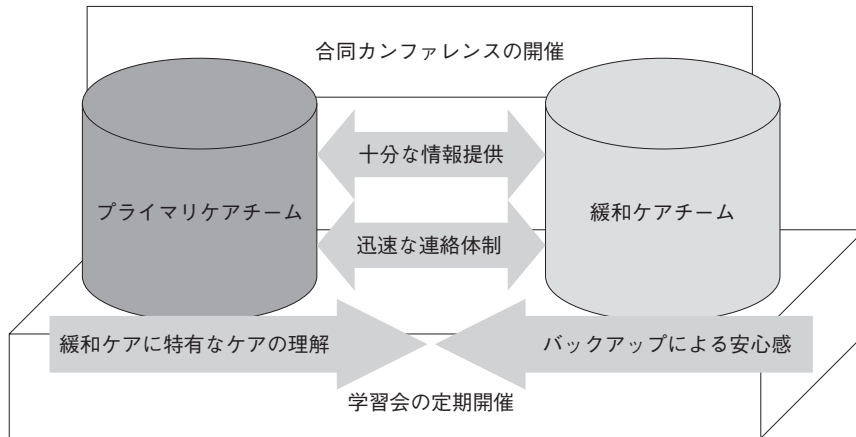 合同カンファレンスの開催
十分な情報提供
プライマリケアチーム
緩和ケアチーム
迅速な連絡体制
緩和ケアに特有なケアの理解
バックアップによる安心感
学習会の定期開催